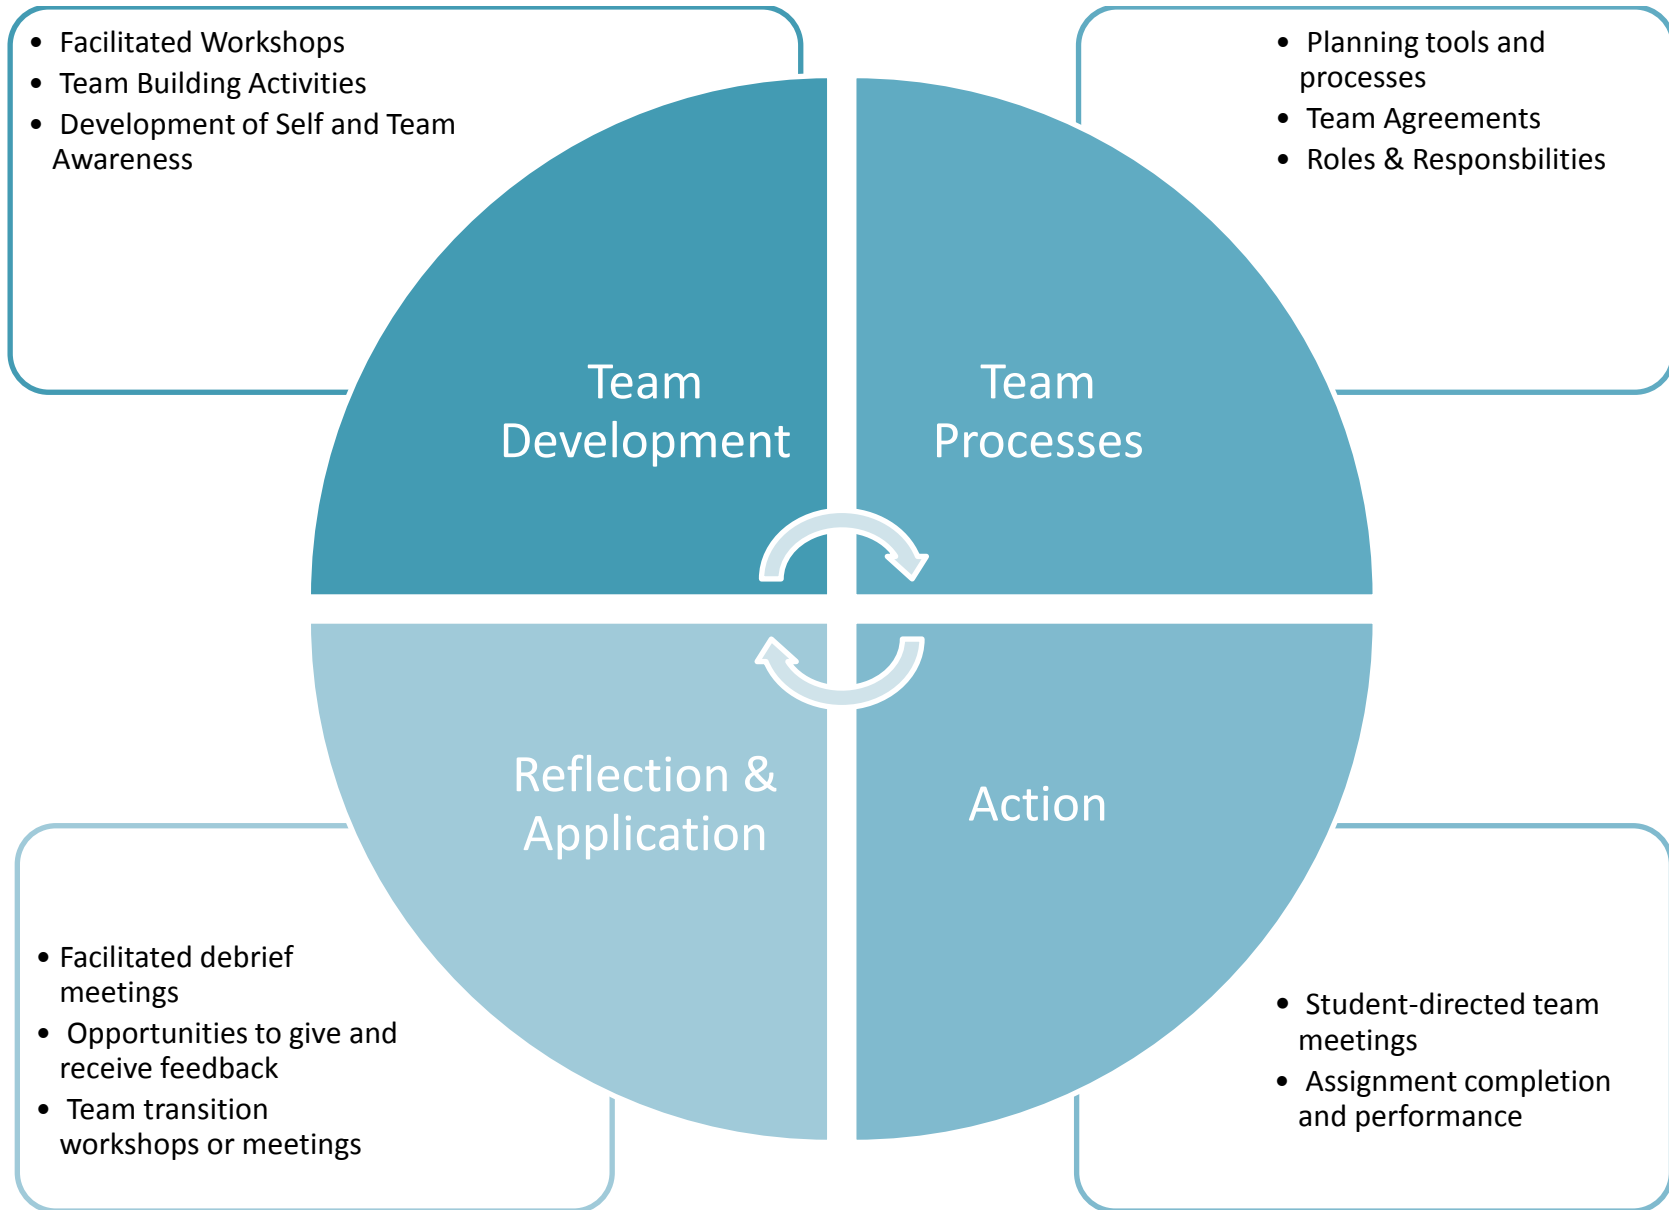 • Facilitated Workshops
• Team Building Activities
• Development of Self and Team
Awareness
• Planning tools and
processes
• Team Agreements
• Roles & Responsbilities
Team
Development
Team
Processes
Reflection &
Application
Action
• Facilitated debrief
meetings
• Opportunities to give and
receive feedback
• Team transition
workshops or meetings
• Student-directed team
meetings
• Assignment completion
and performance